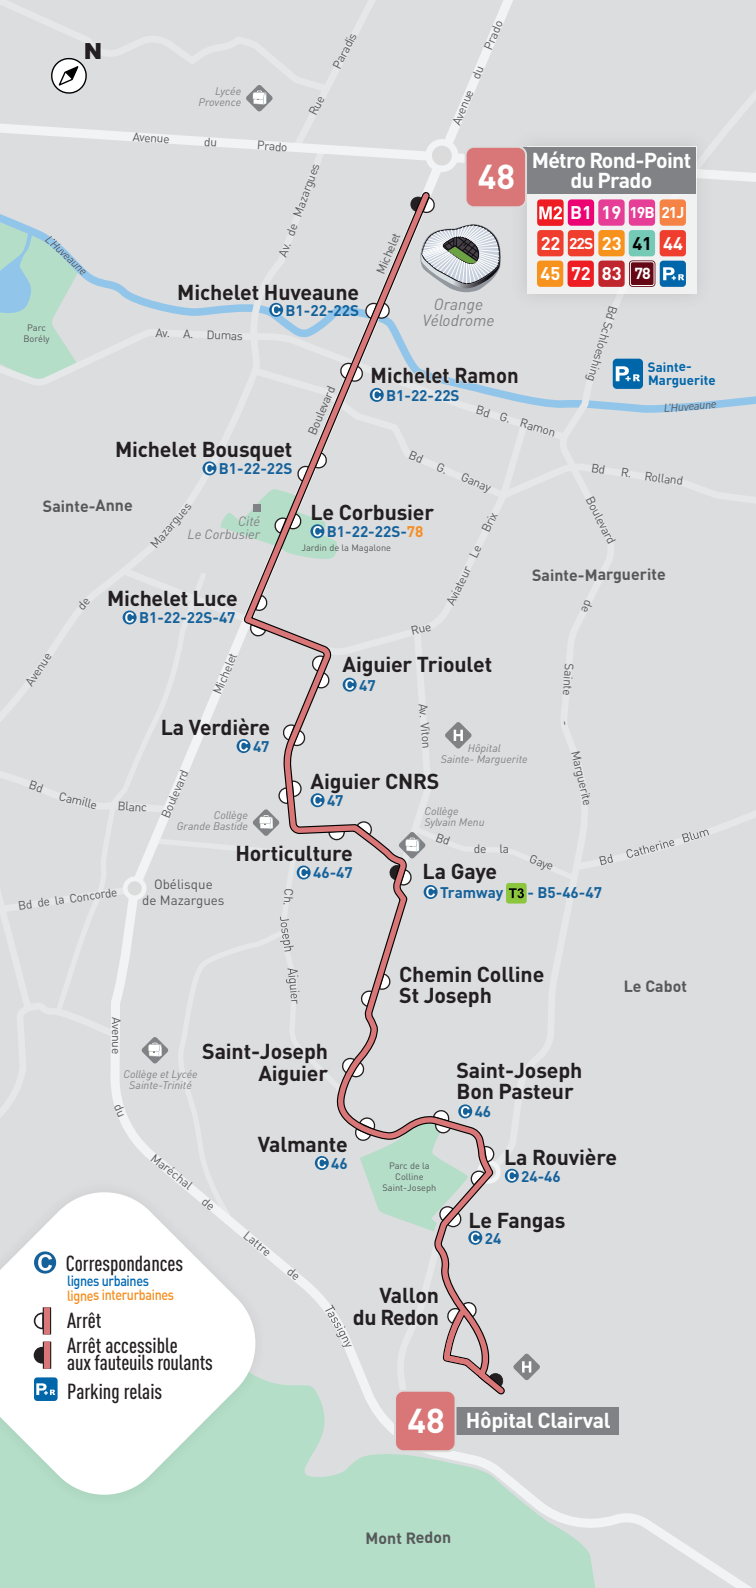 N
Lycée
Provence
Rue Paradis
Avenue du Prado
Avenue du Prado
48
Métro Rond-Point
du Prado
M2 B1 19 19B 21J
22 22S 23 41 44
45 72 83 78 P+R
Av. de Mazargues
Michelet
L'Huveaune
Orange
Vélodrome
Michelet Huveaune
C B1-22-22S
Parc
Borély
Av. A. Dumas
Bd Schloesing
P+R Sainte-
Marguerite
L'Huveaune
Michelet Ramon
C B1-22-22S
Boulevard
Bd G. Ramon
Michelet Bousquet
C B1-22-22S
Bd G. Ganay
Bd R. Rolland
Sainte-Anne
Mazargues
Cité
Le Corbusier
Le Corbusier
C B1-22-22S-78
Jardin de la Magalone
Aviateur Le Brix
Boulevard
Sainte-Marguerite
Michelet Luce
C B1-22-22S-47
de
de
Avenue
Rue
Michelet
Aiguier Trioulet
C 47
Sainte
-
Marguerite
La Verdière
C 47
Av. Viton
H
Hôpital
Sainte- Marguerite
Aiguier CNRS
C 47
Bd Camille Blanc
Boulevard
Collège
Grande Bastide
Collège
Sylvain Menu
Bd de la Gaye
Bd Catherine Blum
Horticulture
C 46-47
La Gaye
C Tramway T3 - B5-46-47
Obélisque
de Mazargues
Bd de la Concorde
Ch. Joseph Aiguier
Chemin Colline
St Joseph
Le Cabot
Avenue
Collège et Lycée
Sainte-Trinité
Saint-Joseph
Aiguier
Saint-Joseph
Bon Pasteur
C 46
du
Valmante
C 46
Maréchal de Lattre de Tassigny
Parc de la
Colline
Saint-Joseph
La Rouvière
C 24-46
Le Fangas
C 24
C Correspondances
lignes urbaines
lignes interurbaines
Arrêt
Arrêt accessible
aux fauteuils roulants
P+R Parking relais
Vallon
du Redon
H
48
Hôpital Clairval
Mont Redon